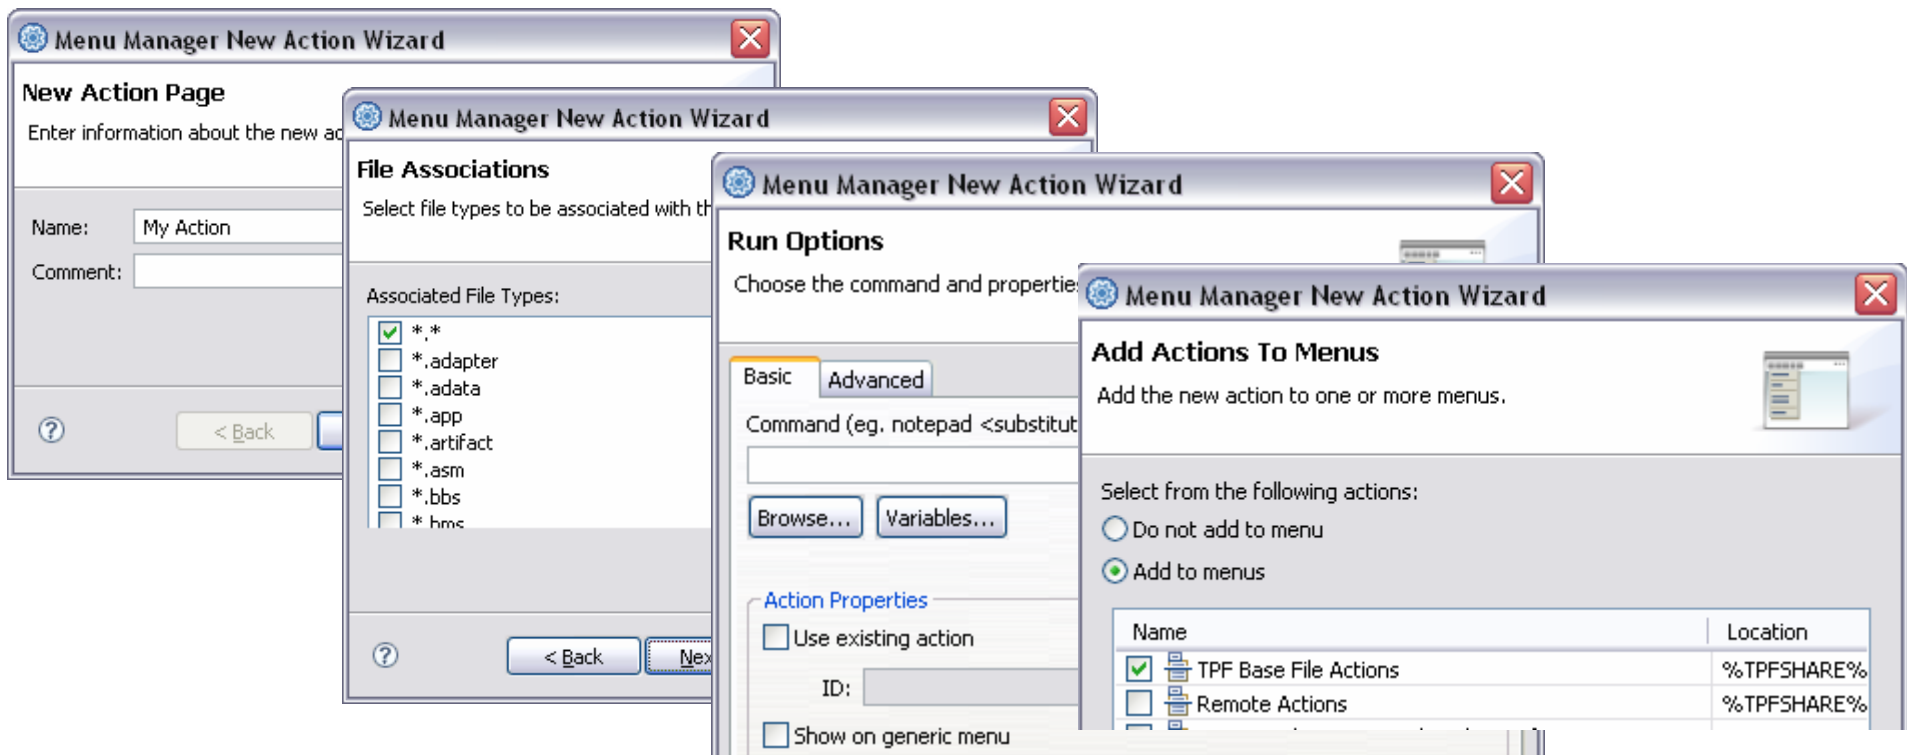 Menu Manager New Action Wizard
New Action Page
Enter information about the new ac
Name: My Action
Comment:
< Back
Menu Manager New Action Wizard
File Associations
Select file types to be associated with th
Associated File Types:
*.*
*.adapter
*.adata
*.app
*.artifact
*.asm
*.bbs
*.bms
< Back Nex
Menu Manager New Action Wizard
Run Options
Choose the command and properties
Basic Advanced
Command (eg. notepad <substitut
Browse... Variables...
Action Properties
Use existing action
ID:
Show on generic menu
Menu Manager New Action Wizard
Add Actions To Menus
Add the new action to one or more menus.
Select from the following actions:
Do not add to menu
Add to menus
Name Location
TPF Base File Actions %TPFSHARE%
Remote Actions %TPFSHARE%